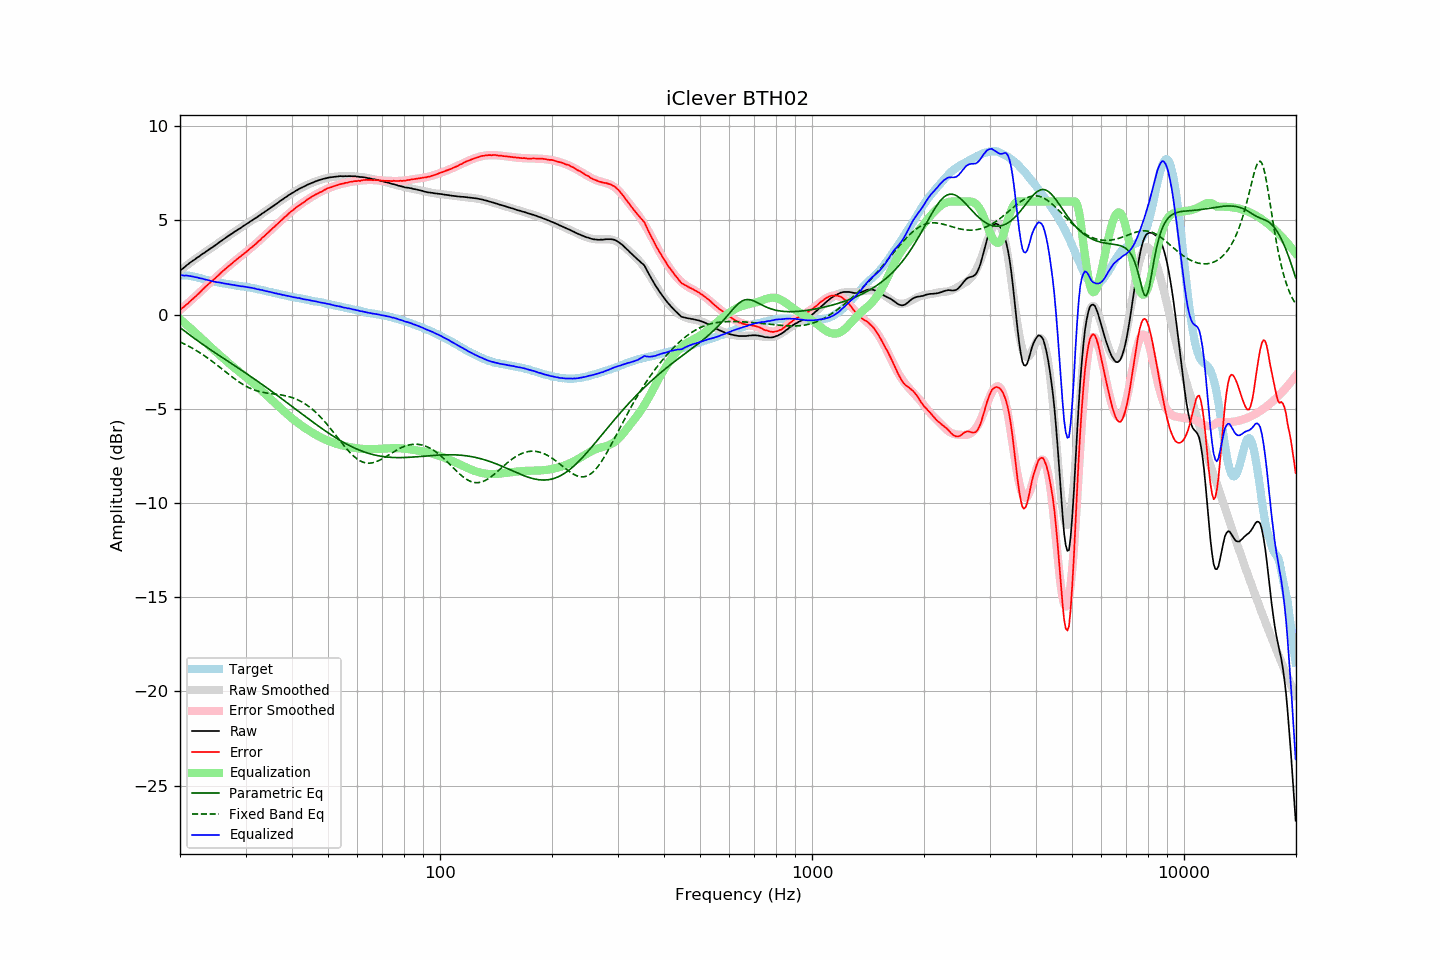 iClever BTH02
10
5
0
−5
−10
−15
−20
−25
Amplitude (dBr)
Target
Raw Smoothed
Error Smoothed
Raw
Error
Equalization
Parametric Eq
Fixed Band Eq
Equalized
100
1000
10000
Frequency (Hz)